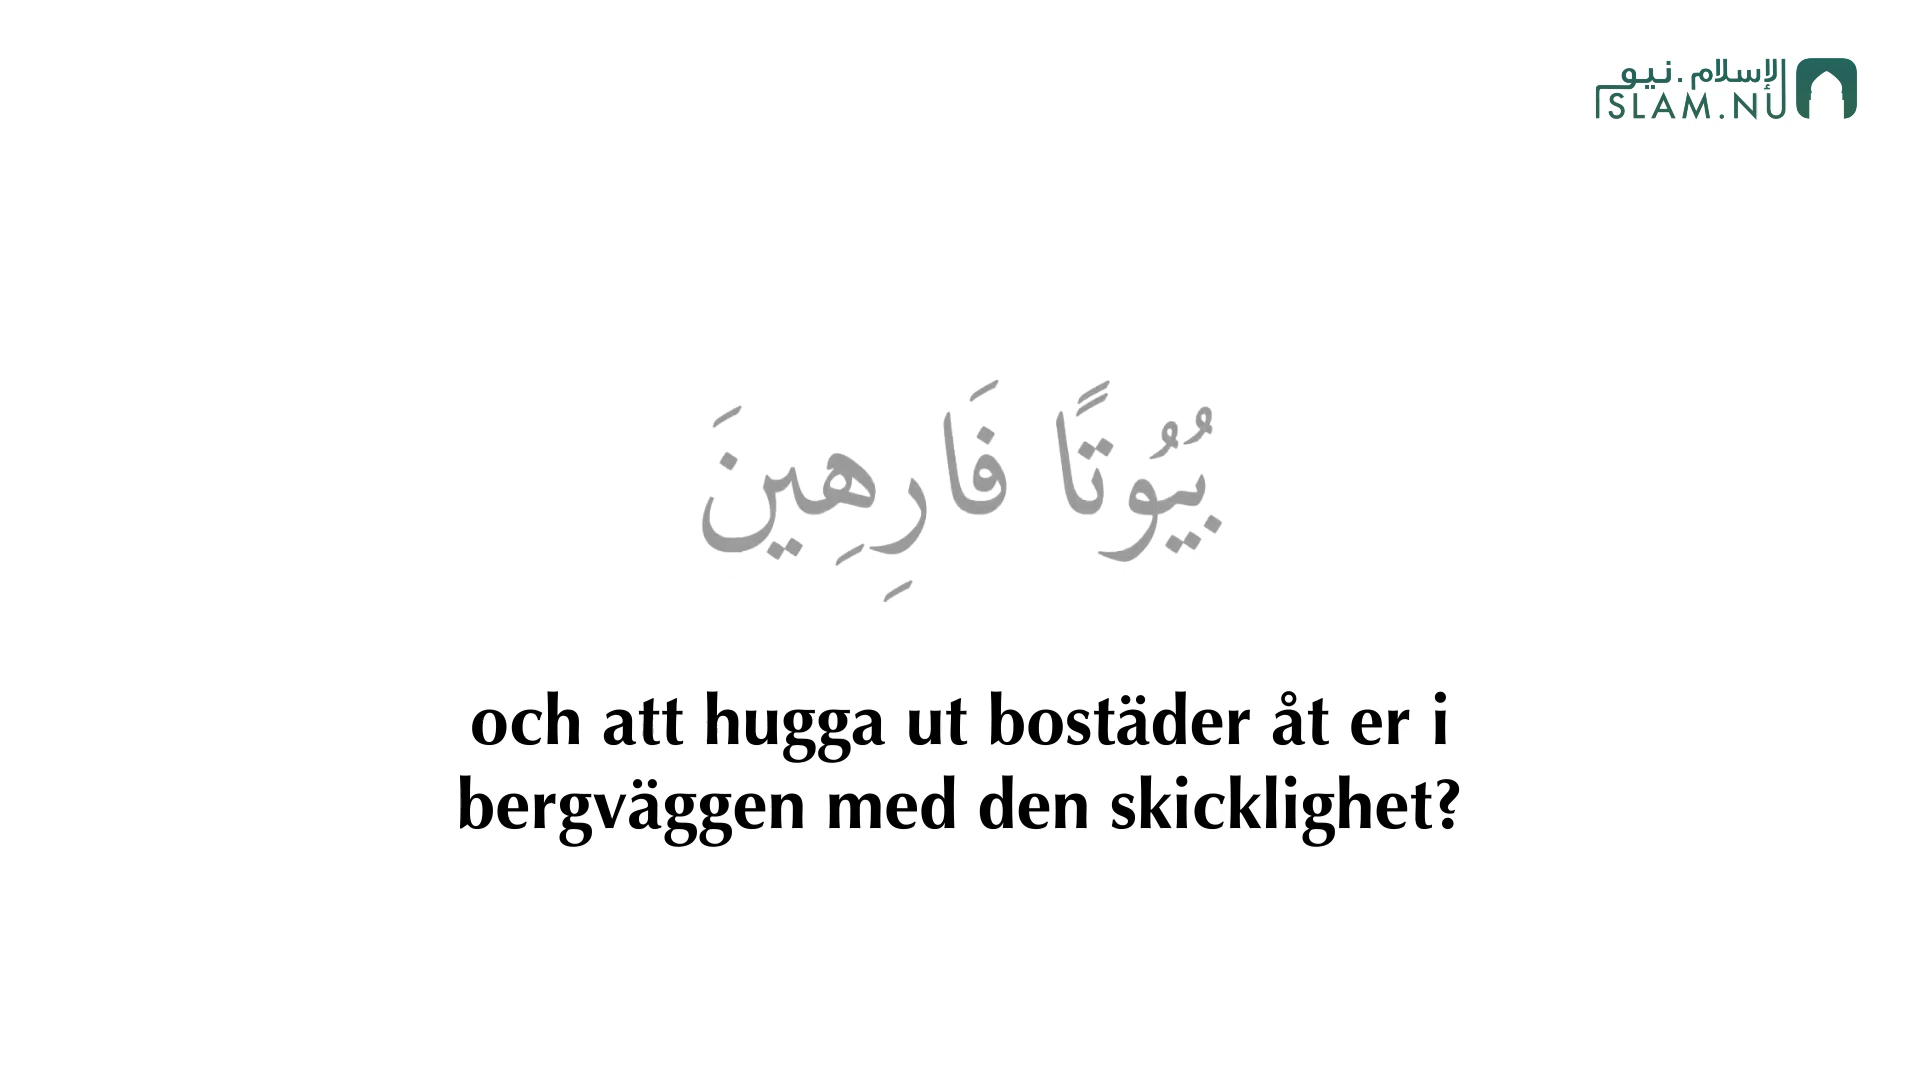 الإسلام.نيو
ISLAM.NU
بُيُوتًا فَارِهِينَ
och att hugga ut bostäder åt er i
bergväggen med den skicklighet?